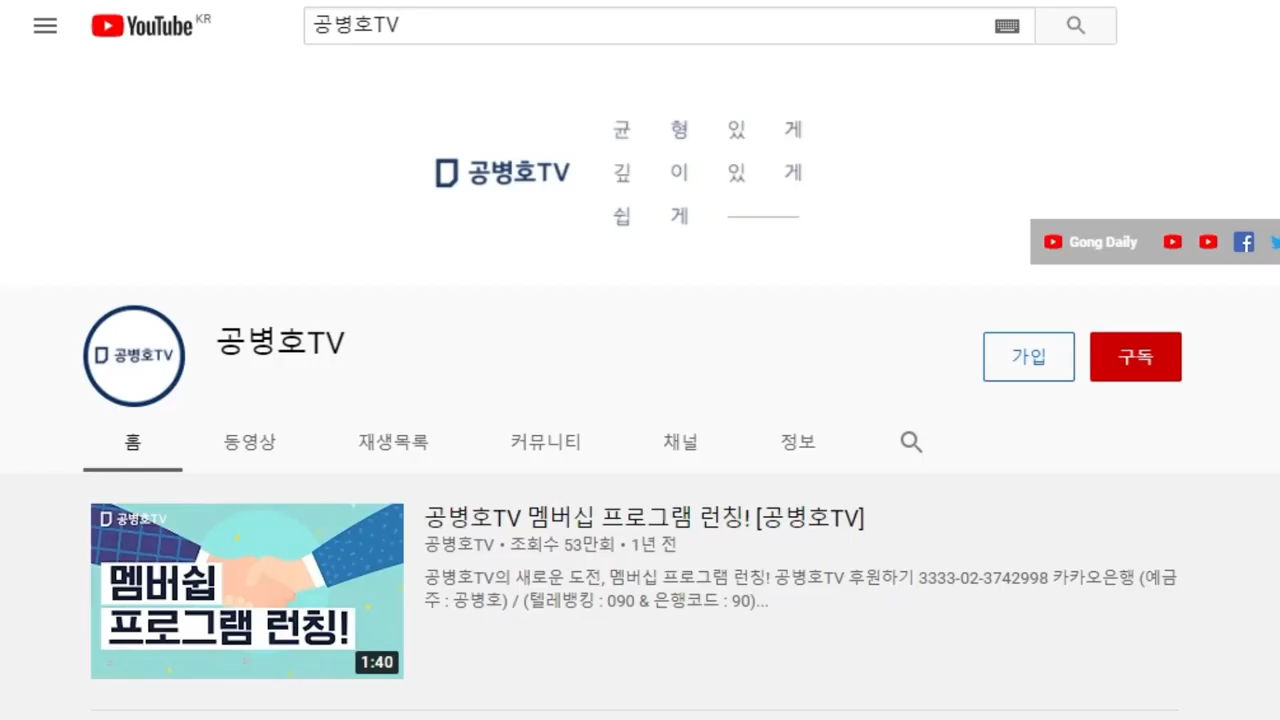 YouTube KR
공병호TV
균 형 있 게
공병호TV
깊 이 있 게
쉽 게
Gong Daily
공병호TV
공병호TV
가입
구독
홈 동영상 재생목록 커뮤니티 채널 정보
공병호TV
멤버쉽
프로그램 런칭!
1:40
공병호TV 멤버십 프로그램 런칭! [공병호TV]
공병호TV • 조회수 53만회 • 1년 전
공병호TV의 새로운 도전, 멤버십 프로그램 런칭! 공병호TV 후원하기 3333-02-3742998 카카오은행 (예금
주 : 공병호) / (텔레뱅킹 : 090 & 은행코드 : 90)...